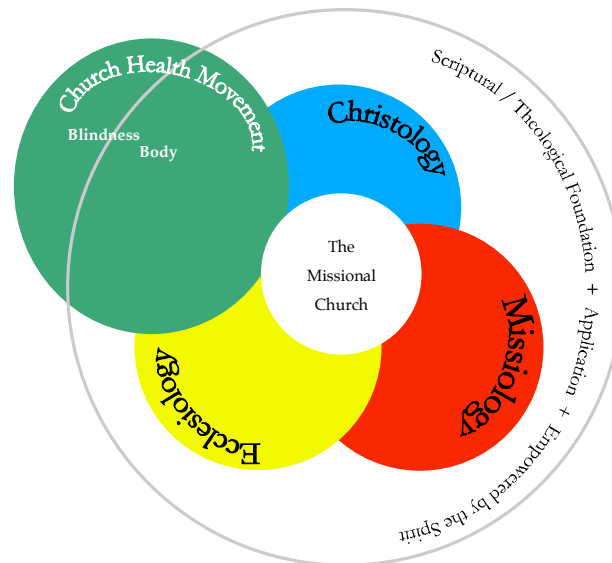 Church Health Movement
Blindness
Body
Christology
Scriptural / Theological Foundation + Application + Empowered by the Spirit
The
Missional
Church
Missiology
Ecclesiology